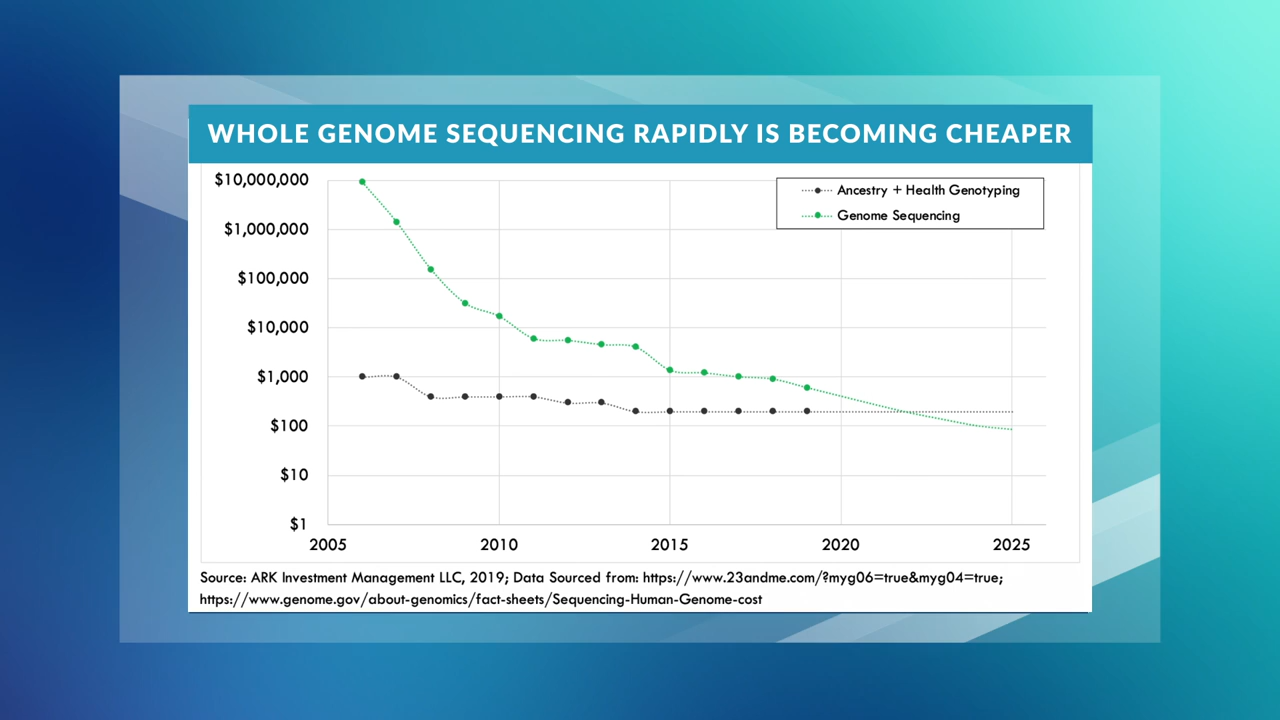 WHOLE GENOME SEQUENCING RAPIDLY IS BECOMING CHEAPER
$10,000,000
$1,000,000
$100,000
$10,000
$1,000
$100
$10
$1
Ancestry + Health Genotyping
Genome Sequencing
2005 2010 2015 2020 2025
Source: ARK Investment Management LLC, 2019; Data Sourced from: https://www.23andme.com/?myg06=true&myg04=true;
https://www.genome.gov/about-genomics/fact-sheets/Sequencing-Human-Genome-cost